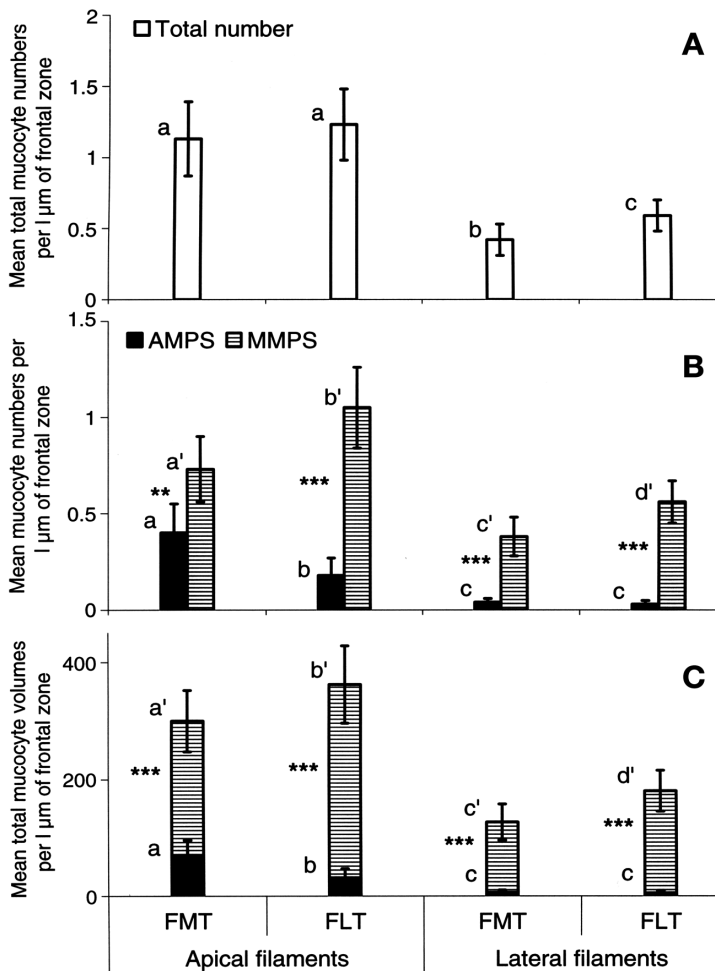 Total number
A
Mean total mucocyte numbers
per l µm of frontal zone
2
1.5
1
0.5
0
a
a
b
c
AMPS MMPS
B
Mean mucocyte numbers per
l µm of frontal zone
1.5
1
0.5
0
a'
**
a
b'
***
b
c'
***
c
d'
***
c
C
Mean total mucocyte volumes
per l µm of frontal zone
400
200
0
a'
***
a
b'
***
b
c'
***
c
d'
***
c
FMT FLT FMT FLT
Apical filaments Lateral filaments